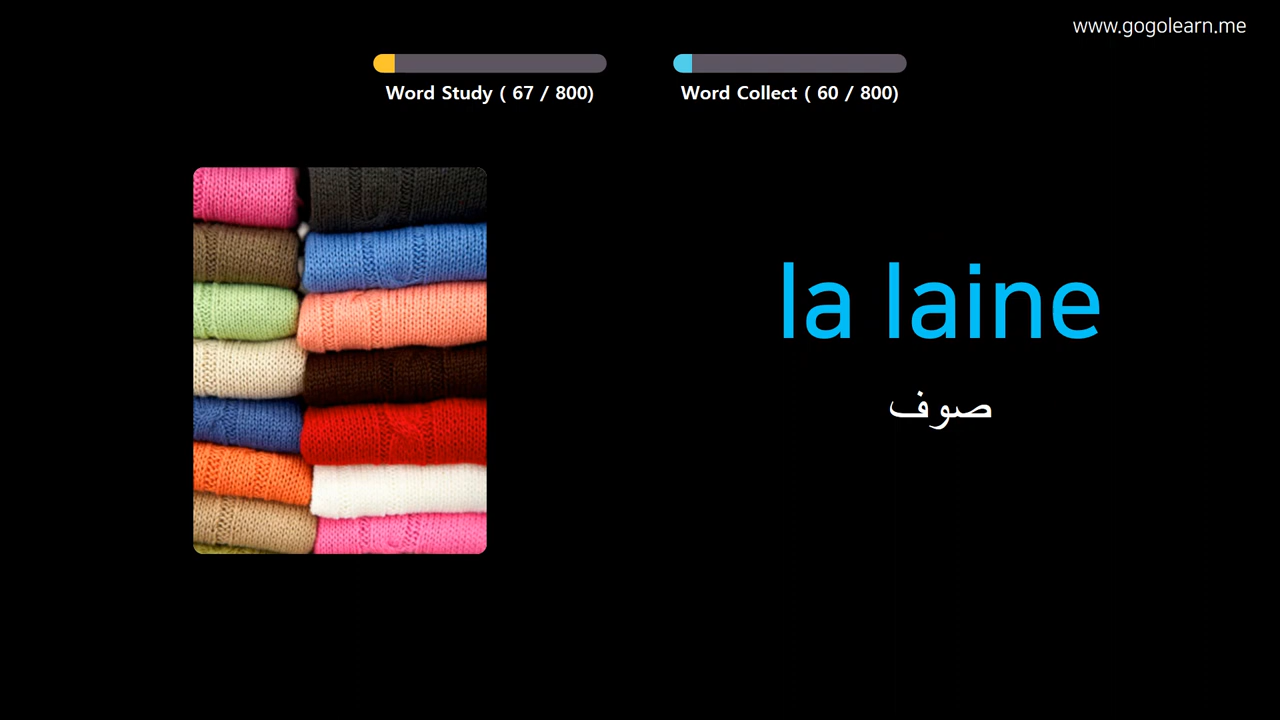 www.gogolearn.me
Word Study ( 67 / 800)
Word Collect ( 60 / 800)
la laine
صوف